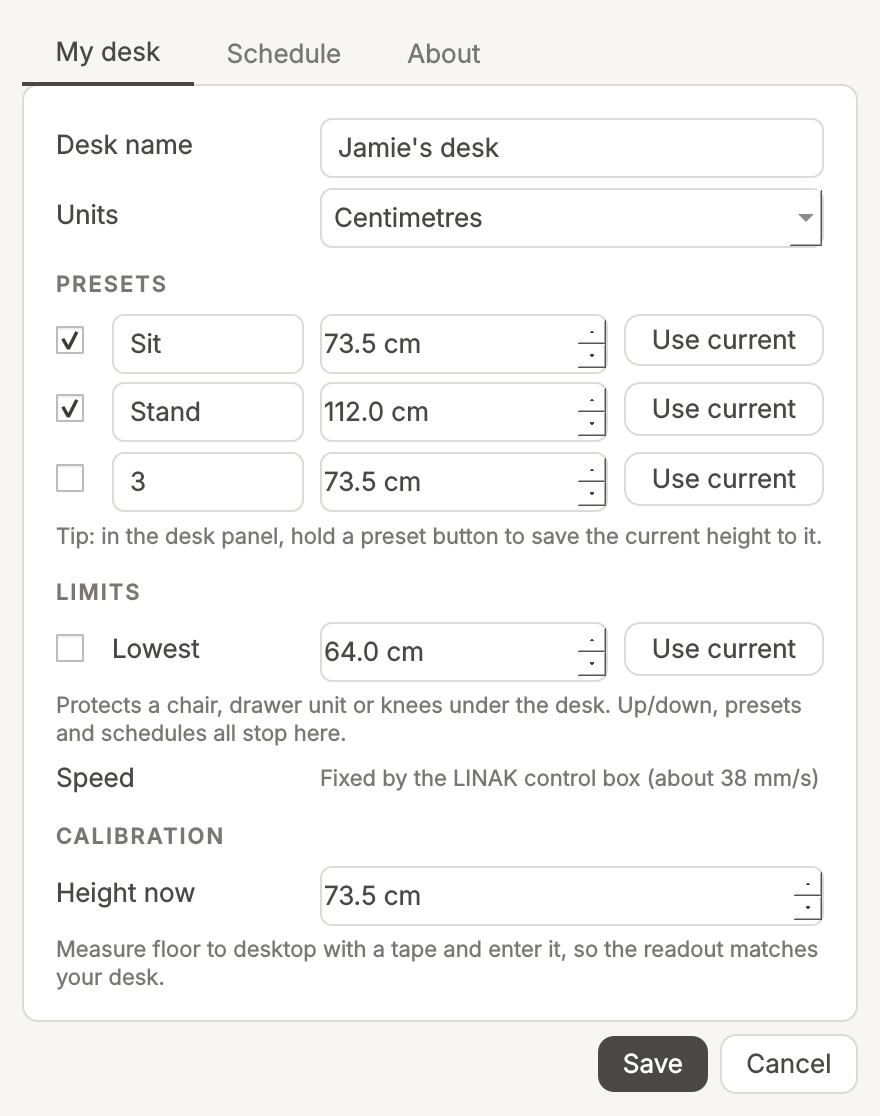 My desk Schedule About
Desk name Jamie's desk
Units Centimetres
PRESETS
Sit 73.5 cm Use current
Stand 112.0 cm Use current
3 73.5 cm Use current
Tip: in the desk panel, hold a preset button to save the current height to it.
LIMITS
Lowest 64.0 cm Use current
Protects a chair, drawer unit or knees under the desk. Up/down, presets
and schedules all stop here.
Speed Fixed by the LINAK control box (about 38 mm/s)
CALIBRATION
Height now 73.5 cm
Measure floor to desktop with a tape and enter it, so the readout matches
your desk.
Save Cancel